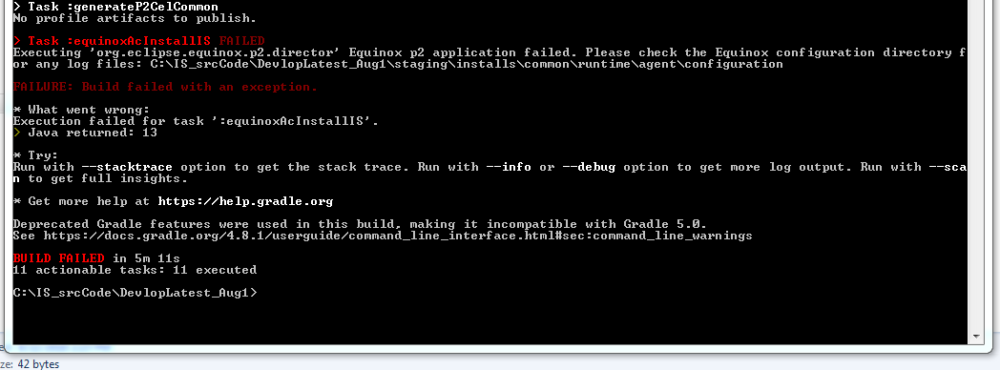 > Task :generateP2CelCommon
No profile artifacts to publish.
> Task :equinoxAcInstallIS FAILED
Executing 'org.eclipse.equinox.p2.director' Equinox p2 application failed. Please check the Equinox configuration directory f
or any log files: C:\IS_srcCode\DevlopLatest_Aug1\staging\installs\common\runtime\agent\configuration
FAILURE: Build failed with an exception.
* What went wrong:
Execution failed for task ':equinoxAcInstallIS'.
> Java returned: 13
* Try:
Run with --stacktrace option to get the stack trace. Run with --info or --debug option to get more log output. Run with --sca
n to get full insights.
* Get more help at https://help.gradle.org
Deprecated Gradle features were used in this build, making it incompatible with Gradle 5.0.
See https://docs.gradle.org/4.8.1/userguide/command_line_interface.html#sec:command_line_warnings
BUILD FAILED in 5m 11s
11 actionable tasks: 11 executed
C:\IS_srcCode\DevlopLatest_Aug1>
ze: 42 bytes